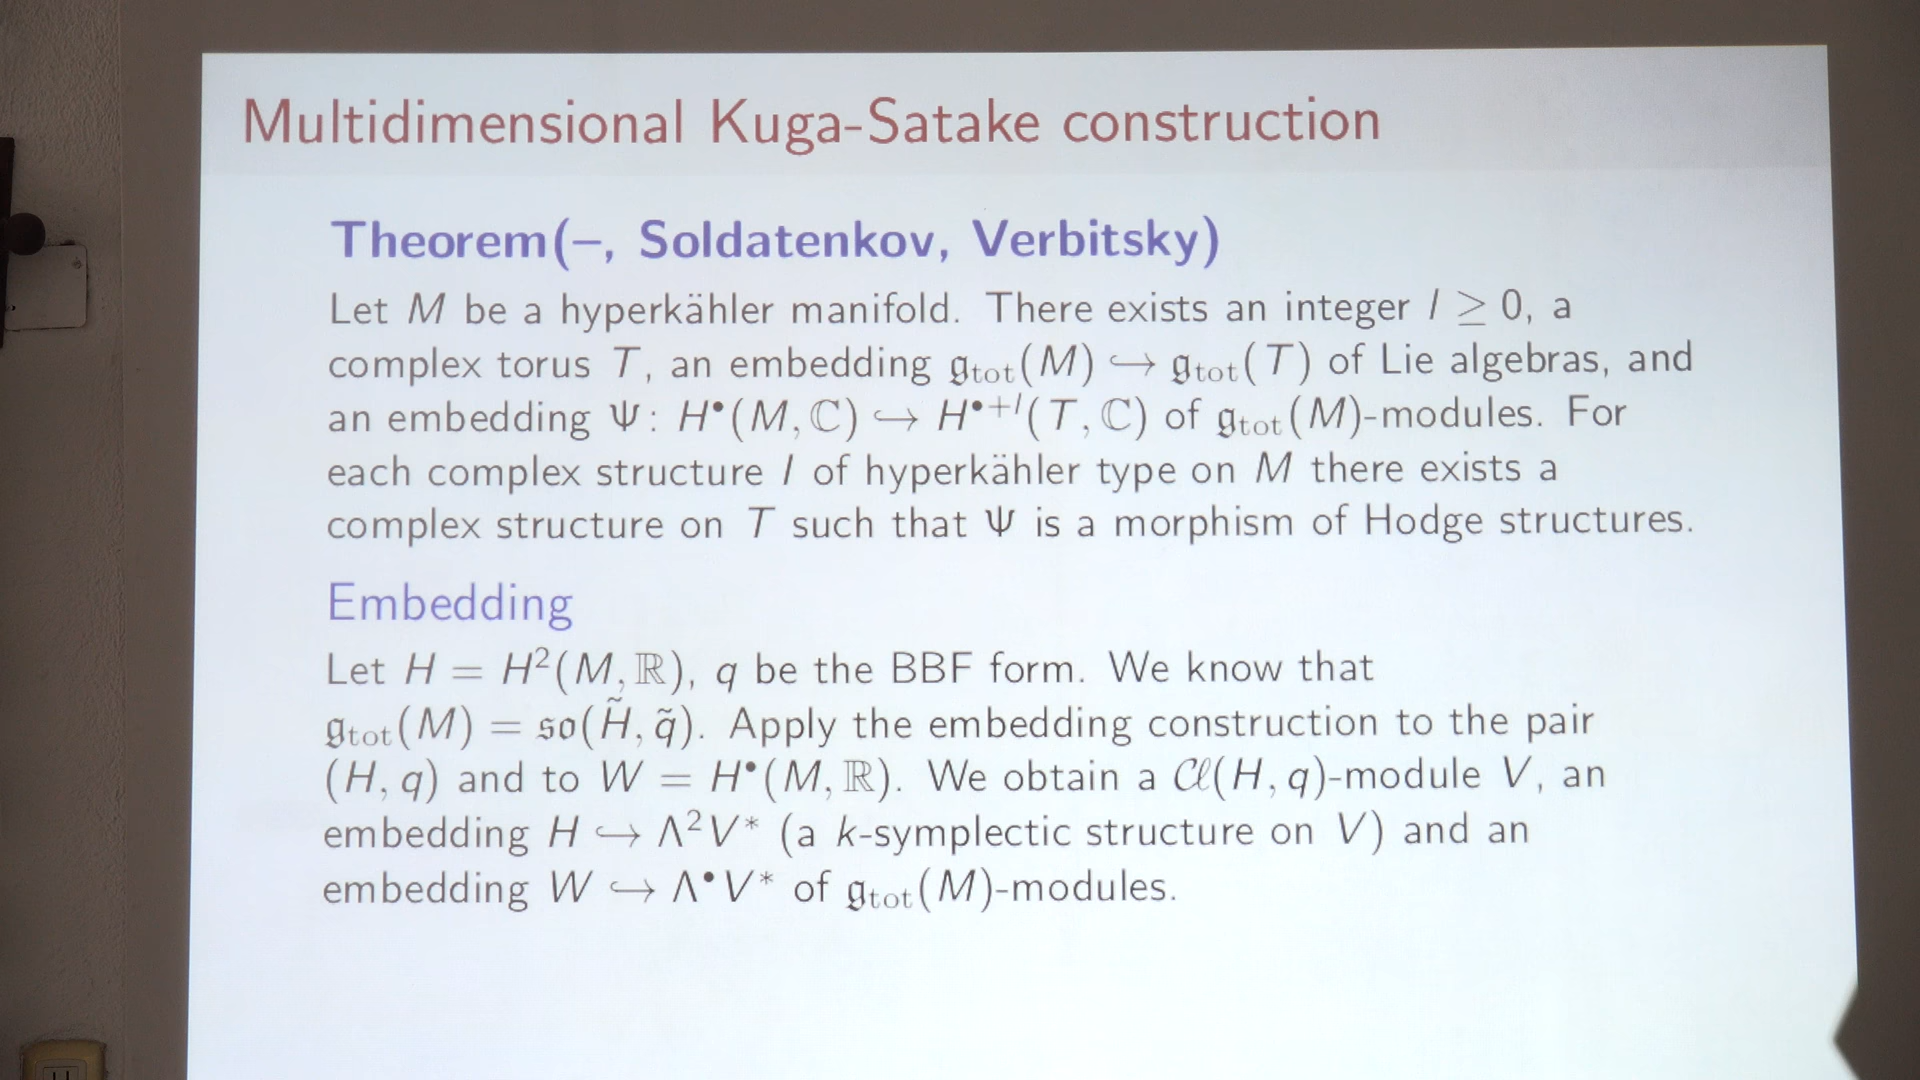 Multidimensional Kuga-Satake construction
Theorem(–, Soldatenkov, Verbitsky)
Let M be a hyperkähler manifold. There exists an integer l ≥ 0, a
complex torus T, an embedding 𝔤ₜₒₜ(M) ↪ 𝔤ₜₒₜ(T) of Lie algebras, and
an embedding Ψ: H•(M, ℂ) ↪ H•⁺ˡ(T, ℂ) of 𝔤ₜₒₜ(M)-modules. For
each complex structure I of hyperkähler type on M there exists a
complex structure on T such that Ψ is a morphism of Hodge structures.
Embedding
Let H = H²(M, ℝ), q be the BBF form. We know that
𝔤ₜₒₜ(M) = 𝔰𝔬(H̃, q̃). Apply the embedding construction to the pair
(H, q) and to W = H•(M, ℝ). We obtain a 𝒞ℓ(H, q)-module V, an
embedding H ↪ Λ²V* (a k-symplectic structure on V) and an
embedding W ↪ Λ•V* of 𝔤ₜₒₜ(M)-modules.